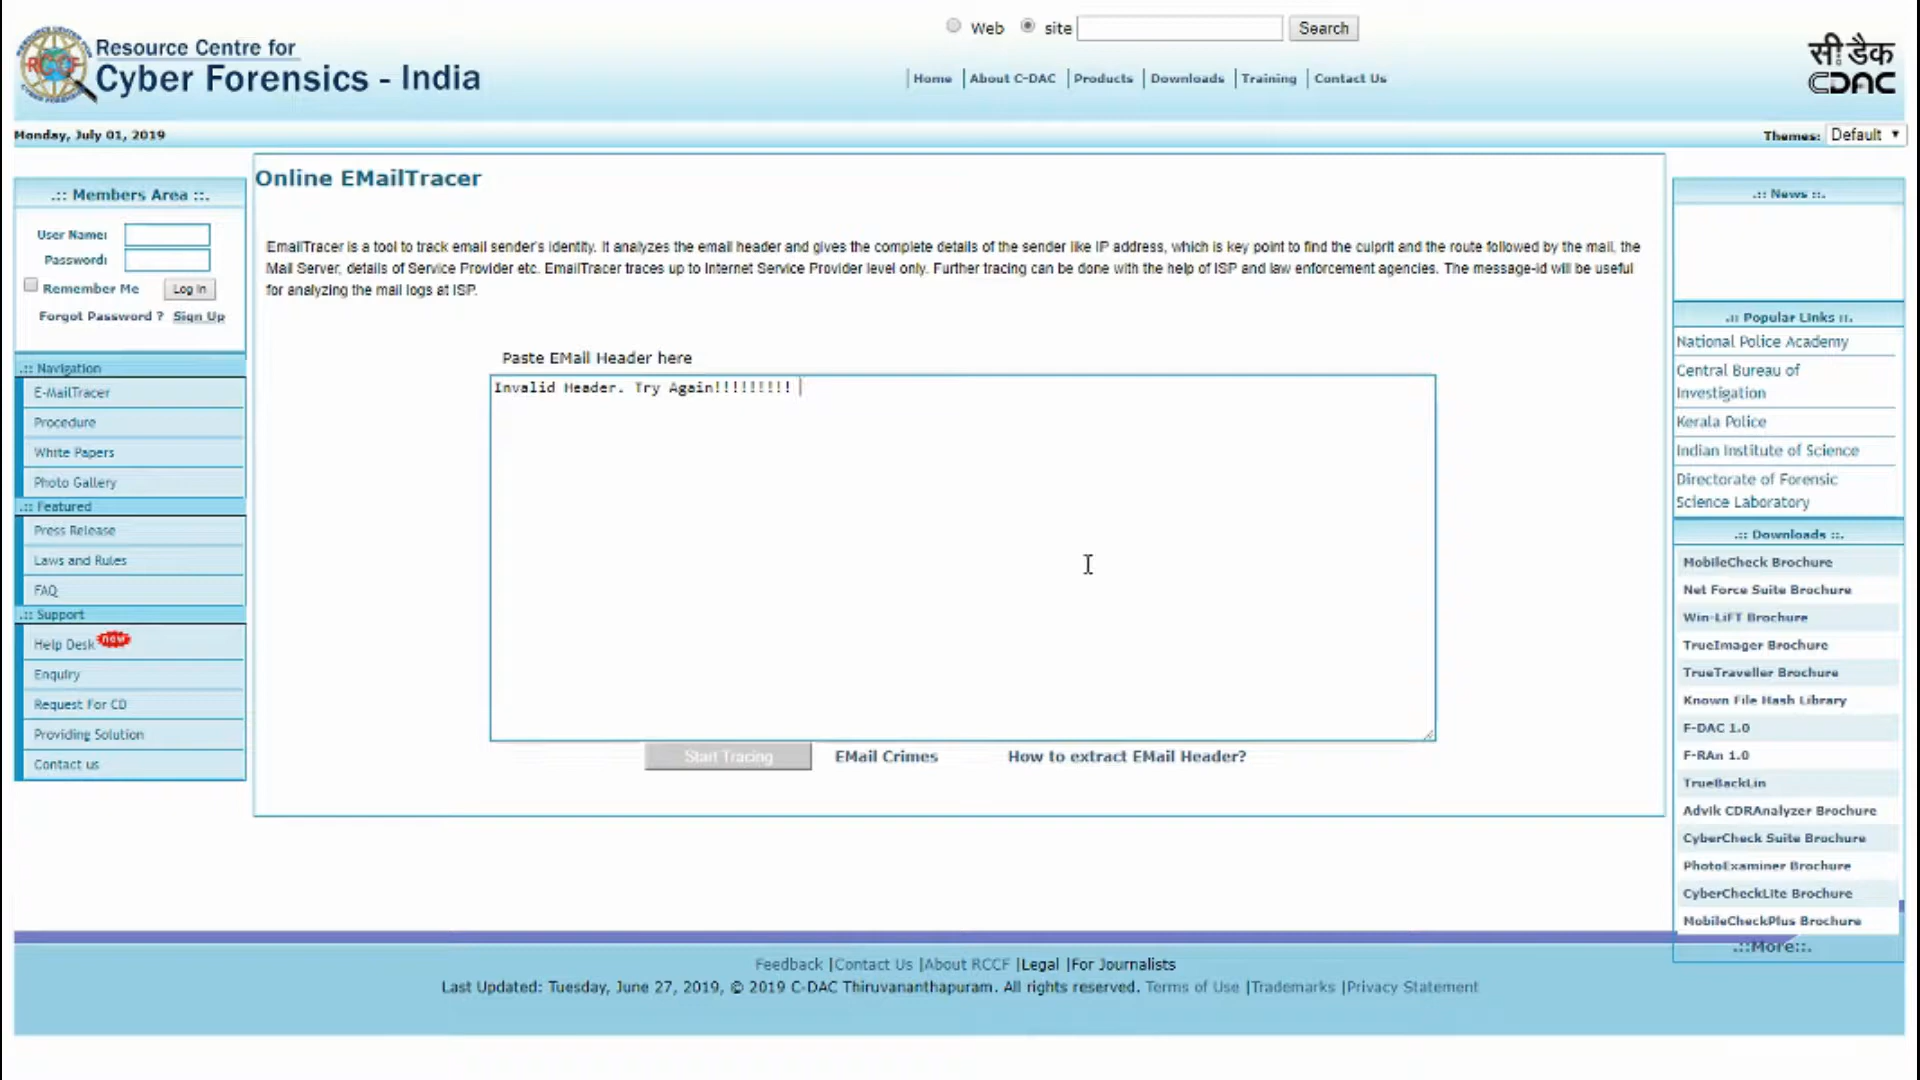 Web site Search
Resource Centre for
Cyber Forensics - India
RCCF
|Home |About C-DAC |Products |Downloads |Training |Contact Us
सी डैक
CDAC
Monday, July 01, 2019
Themes: Default
.:: Members Area ::.
User Name:
Password:
Remember Me Log In
Forgot Password ? Sign Up
.:: Navigation
E-MailTracer
Procedure
White Papers
Photo Gallery
.:: Featured
Press Release
Laws and Rules
FAQ
.:: Support
Help Desk new
Enquiry
Request For CD
Providing Solution
Contact us
Online EMailTracer
EmailTracer is a tool to track email sender's identity. It analyzes the email header and gives the complete details of the sender like IP address, which is key point to find the culprit and the route followed by the mail, the
Mail Server, details of Service Provider etc. EmailTracer traces up to Internet Service Provider level only. Further tracing can be done with the help of ISP and law enforcement agencies. The message-id will be useful
for analyzing the mail logs at ISP.
Paste EMail Header here
Invalid Header. Try Again!!!!!!!!!
Start Tracing EMail Crimes How to extract EMail Header?
.:: News ::.
.:: Popular Links ::.
National Police Academy
Central Bureau of
Investigation
Kerala Police
Indian Institute of Science
Directorate of Forensic
Science Laboratory
.:: Downloads ::.
MobileCheck Brochure
Net Force Suite Brochure
Win-LiFT Brochure
TrueImager Brochure
TrueTraveller Brochure
Known File Hash Library
F-DAC 1.0
F-RAn 1.0
TrueBackLin
Advik CDRAnalyzer Brochure
CyberCheck Suite Brochure
PhotoExaminer Brochure
CyberCheckLite Brochure
MobileCheckPlus Brochure
.::More::.
Feedback |Contact Us |About RCCF |Legal |For Journalists
Last Updated: Tuesday, June 27, 2019, © 2019 C-DAC Thiruvananthapuram. All rights reserved. Terms of Use |Trademarks |Privacy Statement